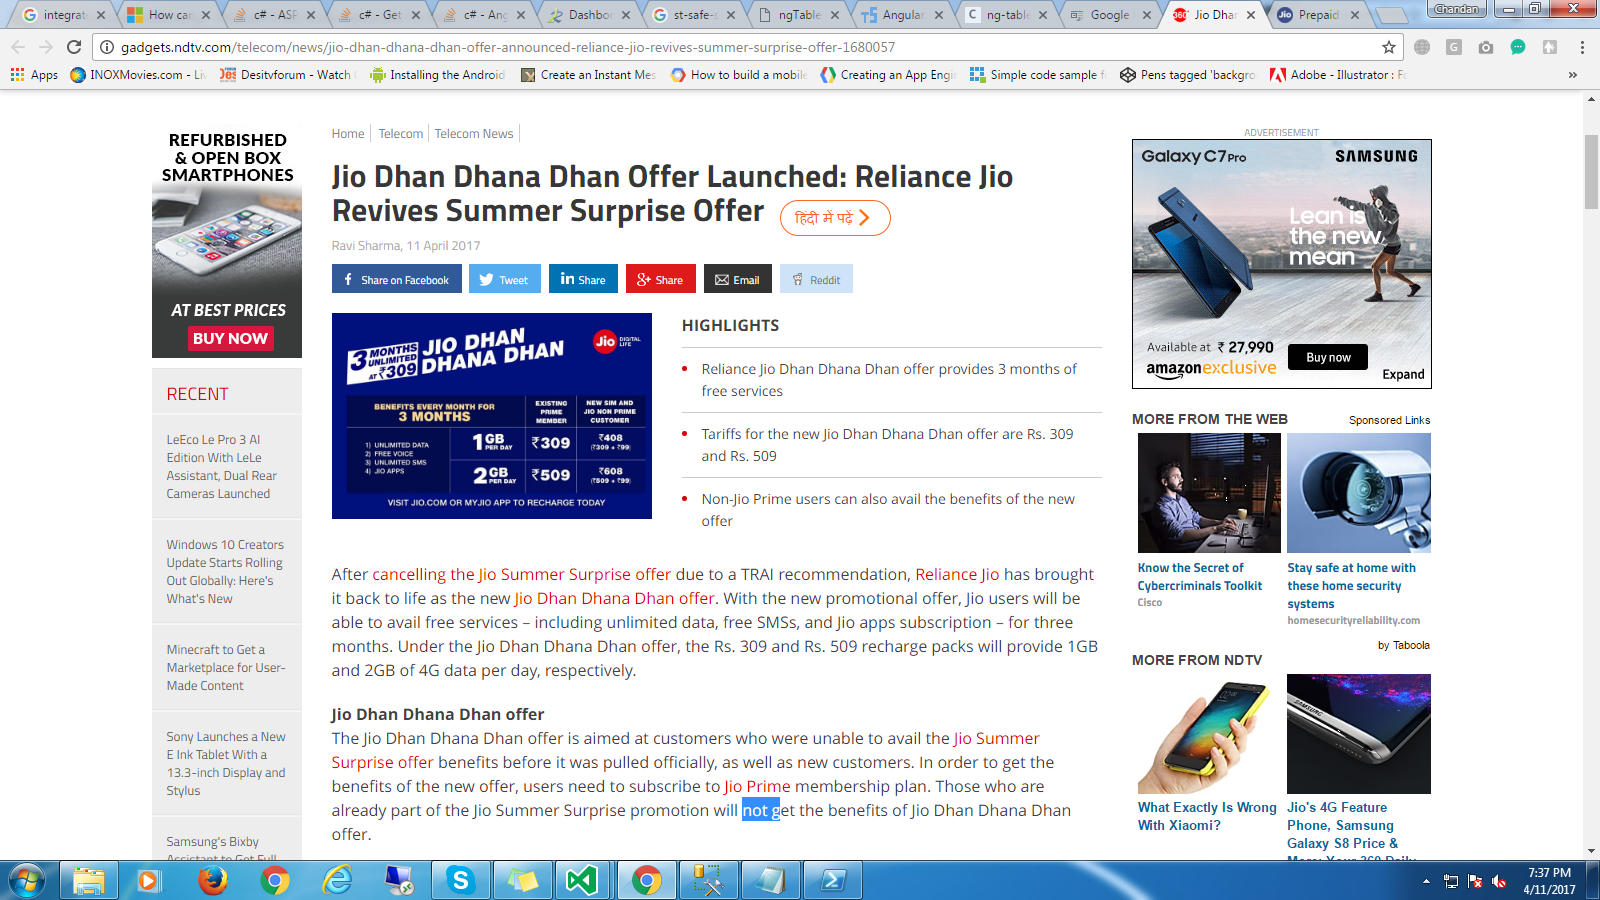 integrat
How can
c# - ASP
c# - Get
c# - Ang
Dashbo
st-safe-s
ngTable
Angular
ng-table
Google
Jio Dhar
Prepaid
Chandan
gadgets.ndtv.com/telecom/news/jio-dhan-dhana-dhan-offer-announced-reliance-jio-revives-summer-surprise-offer-1680057
Apps
INOXMovies.com - Liv
Desitvforum - Watch
Installing the Android
Create an Instant Mes
How to build a mobile
Creating an App Engi
Simple code sample f
Pens tagged 'backgro
Adobe - Illustrator : Fo
REFURBISHED
& OPEN BOX
SMARTPHONES
AT BEST PRICES
BUY NOW
RECENT
LeEco Le Pro 3 AI
Edition With LeLe
Assistant, Dual Rear
Cameras Launched
Windows 10 Creators
Update Starts Rolling
Out Globally: Here's
What's New
Minecraft to Get a
Marketplace for User-
Made Content
Sony Launches a New
E Ink Tablet With a
13.3-inch Display and
Stylus
Samsung's Bixby
Assistant to Get Full
Home
Telecom
Telecom News
Jio Dhan Dhana Dhan Offer Launched: Reliance Jio
Revives Summer Surprise Offer
हिंदी में पढ़ें
Ravi Sharma, 11 April 2017
Share on Facebook
Tweet
in Share
Share
Email
Reddit
3 MONTHS
UNLIMITED
AT ₹309
JIO DHAN
DHANA DHAN
Jio
DIGITAL
LIFE
BENEFITS EVERY MONTH FOR
3 MONTHS
EXISTING
PRIME
MEMBER
NEW SIM AND
JIO NON PRIME
CUSTOMER
1) UNLIMITED DATA
2) FREE VOICE
3) UNLIMITED SMS
4) JIO APPS
1GB
PER DAY
₹309
₹408
(₹309 + ₹99)
2GB
PER DAY
₹509
₹608
(₹509 + ₹99)
VISIT JIO.COM OR MYJIO APP TO RECHARGE TODAY
HIGHLIGHTS
Reliance Jio Dhan Dhana Dhan offer provides 3 months of
free services
Tariffs for the new Jio Dhan Dhana Dhan offer are Rs. 309
and Rs. 509
Non-Jio Prime users can also avail the benefits of the new
offer
After cancelling the Jio Summer Surprise offer due to a TRAI recommendation, Reliance Jio has brought
it back to life as the new Jio Dhan Dhana Dhan offer. With the new promotional offer, Jio users will be
able to avail free services – including unlimited data, free SMSs, and Jio apps subscription – for three
months. Under the Jio Dhan Dhana Dhan offer, the Rs. 309 and Rs. 509 recharge packs will provide 1GB
and 2GB of 4G data per day, respectively.
Jio Dhan Dhana Dhan offer
The Jio Dhan Dhana Dhan offer is aimed at customers who were unable to avail the Jio Summer
Surprise offer benefits before it was pulled officially, as well as new customers. In order to get the
benefits of the new offer, users need to subscribe to Jio Prime membership plan. Those who are
already part of the Jio Summer Surprise promotion will not get the benefits of Jio Dhan Dhana Dhan
offer.
ADVERTISEMENT
Galaxy C7 Pro
SAMSUNG
Lean is
the new
mean
Available at ₹ 27,990
amazonexclusive
Buy now
Expand
MORE FROM THE WEB
Sponsored Links
Know the Secret of
Cybercriminals Toolkit
Cisco
Stay safe at home with
these home security
systems
homesecurityreliability.com
by Taboola
MORE FROM NDTV
SAMSUNG
What Exactly Is Wrong
With Xiaomi?
Jio's 4G Feature
Phone, Samsung
Galaxy S8 Price &
More: Your 360 Daily
7:37 PM
4/11/2017